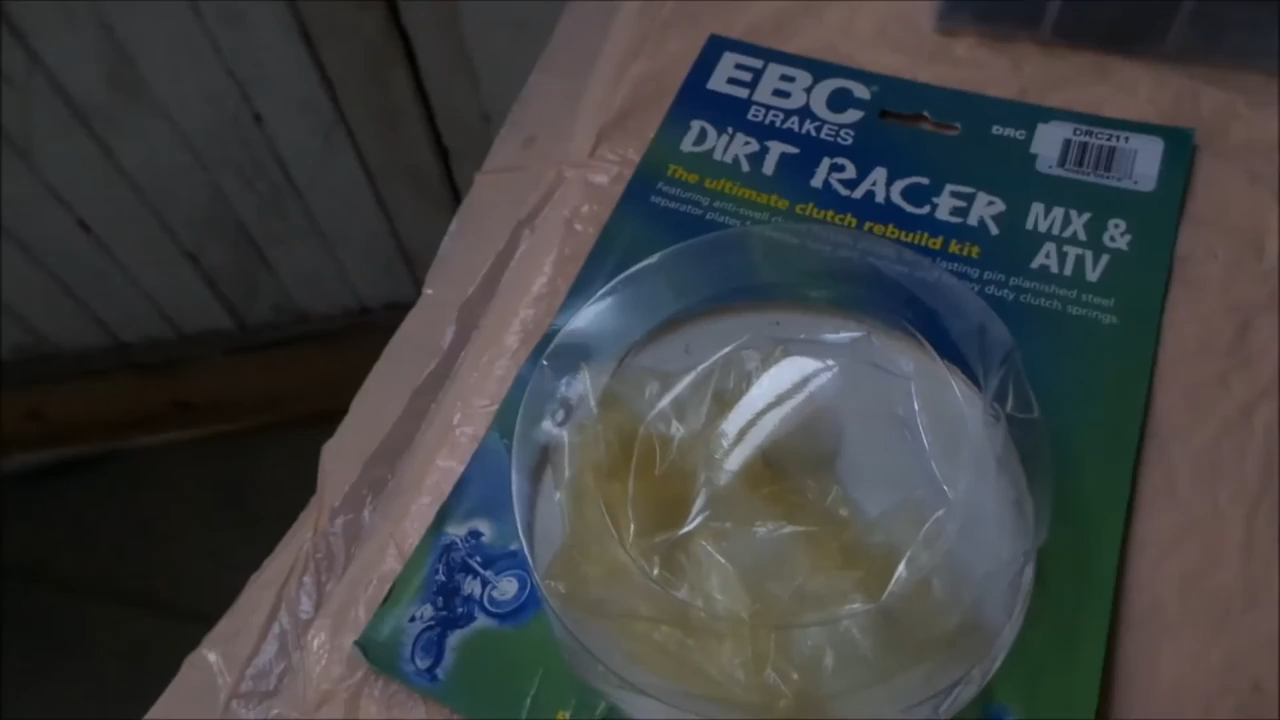 EBC
BRAKES
DRC
DRC211
DiRT RACER
MX &
ATV
The ultimate clutch rebuild kit
Featuring anti-swell
lasting pin planished steel
separator plates
duty clutch springs.